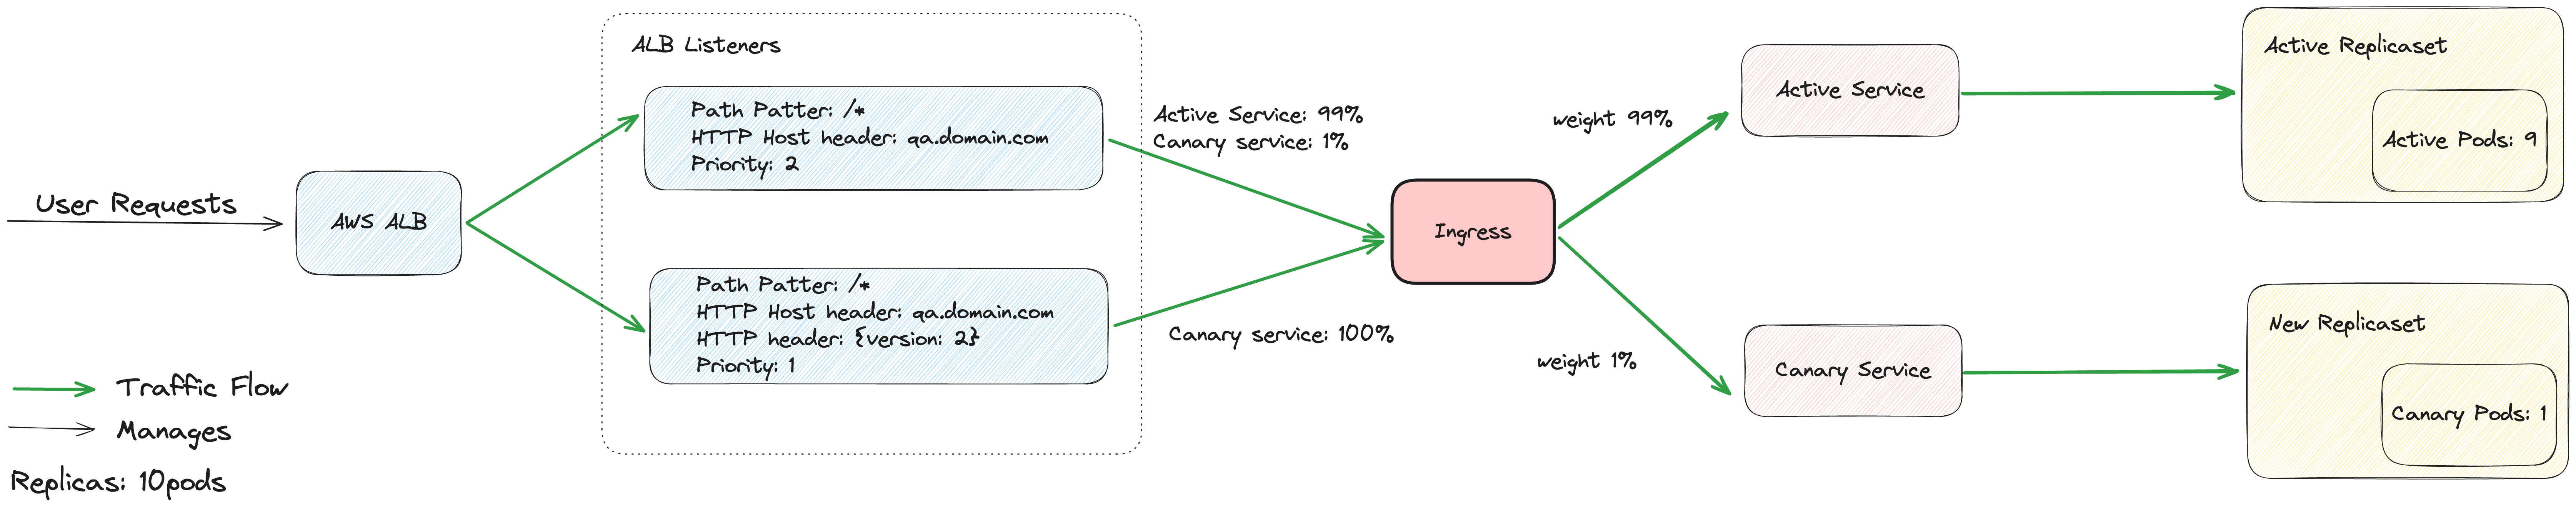 User Requests
AWS ALB
ALB Listeners
Path Patter: /*
HTTP Host header: qa.domain.com
Priority: 2
Path Patter: /*
HTTP Host header: qa.domain.com
HTTP header: {version: 2}
Priority: 1
Active Service: 99%
Canary service: 1%
Canary service: 100%
Ingress
weight 99%
weight 1%
Active Service
Canary Service
Active Replicaset
Active Pods: 9
New Replicaset
Canary Pods: 1
Traffic Flow
Manages
Replicas: 10pods